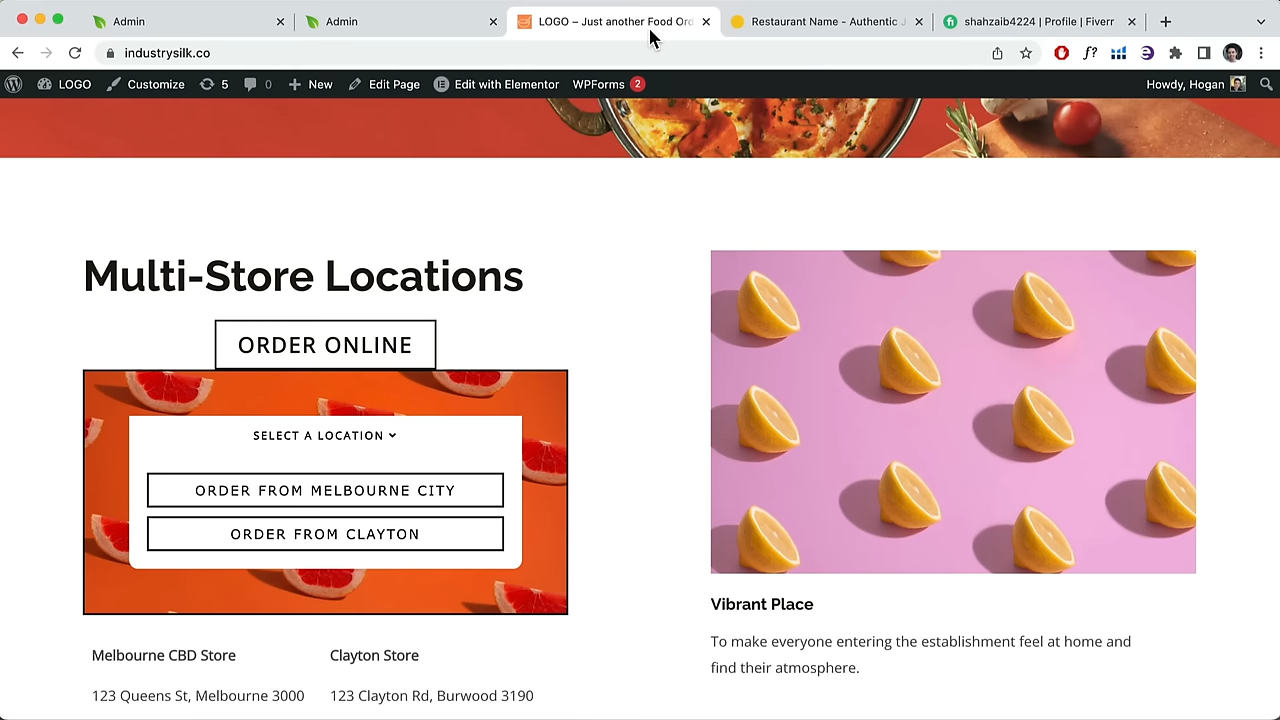 Admin
Admin
LOGO – Just another Food Ord
Restaurant Name - Authentic J
shahzaib4224 | Profile | Fiverr
industrysilk.co
f?
LOGO
Customize
5
0
New
Edit Page
Edit with Elementor
WPForms 2
Howdy, Hogan
Multi-Store Locations
ORDER ONLINE
SELECT A LOCATION
ORDER FROM MELBOURNE CITY
ORDER FROM CLAYTON
Melbourne CBD Store
123 Queens St, Melbourne 3000
Clayton Store
123 Clayton Rd, Burwood 3190
Vibrant Place
To make everyone entering the establishment feel at home and
find their atmosphere.